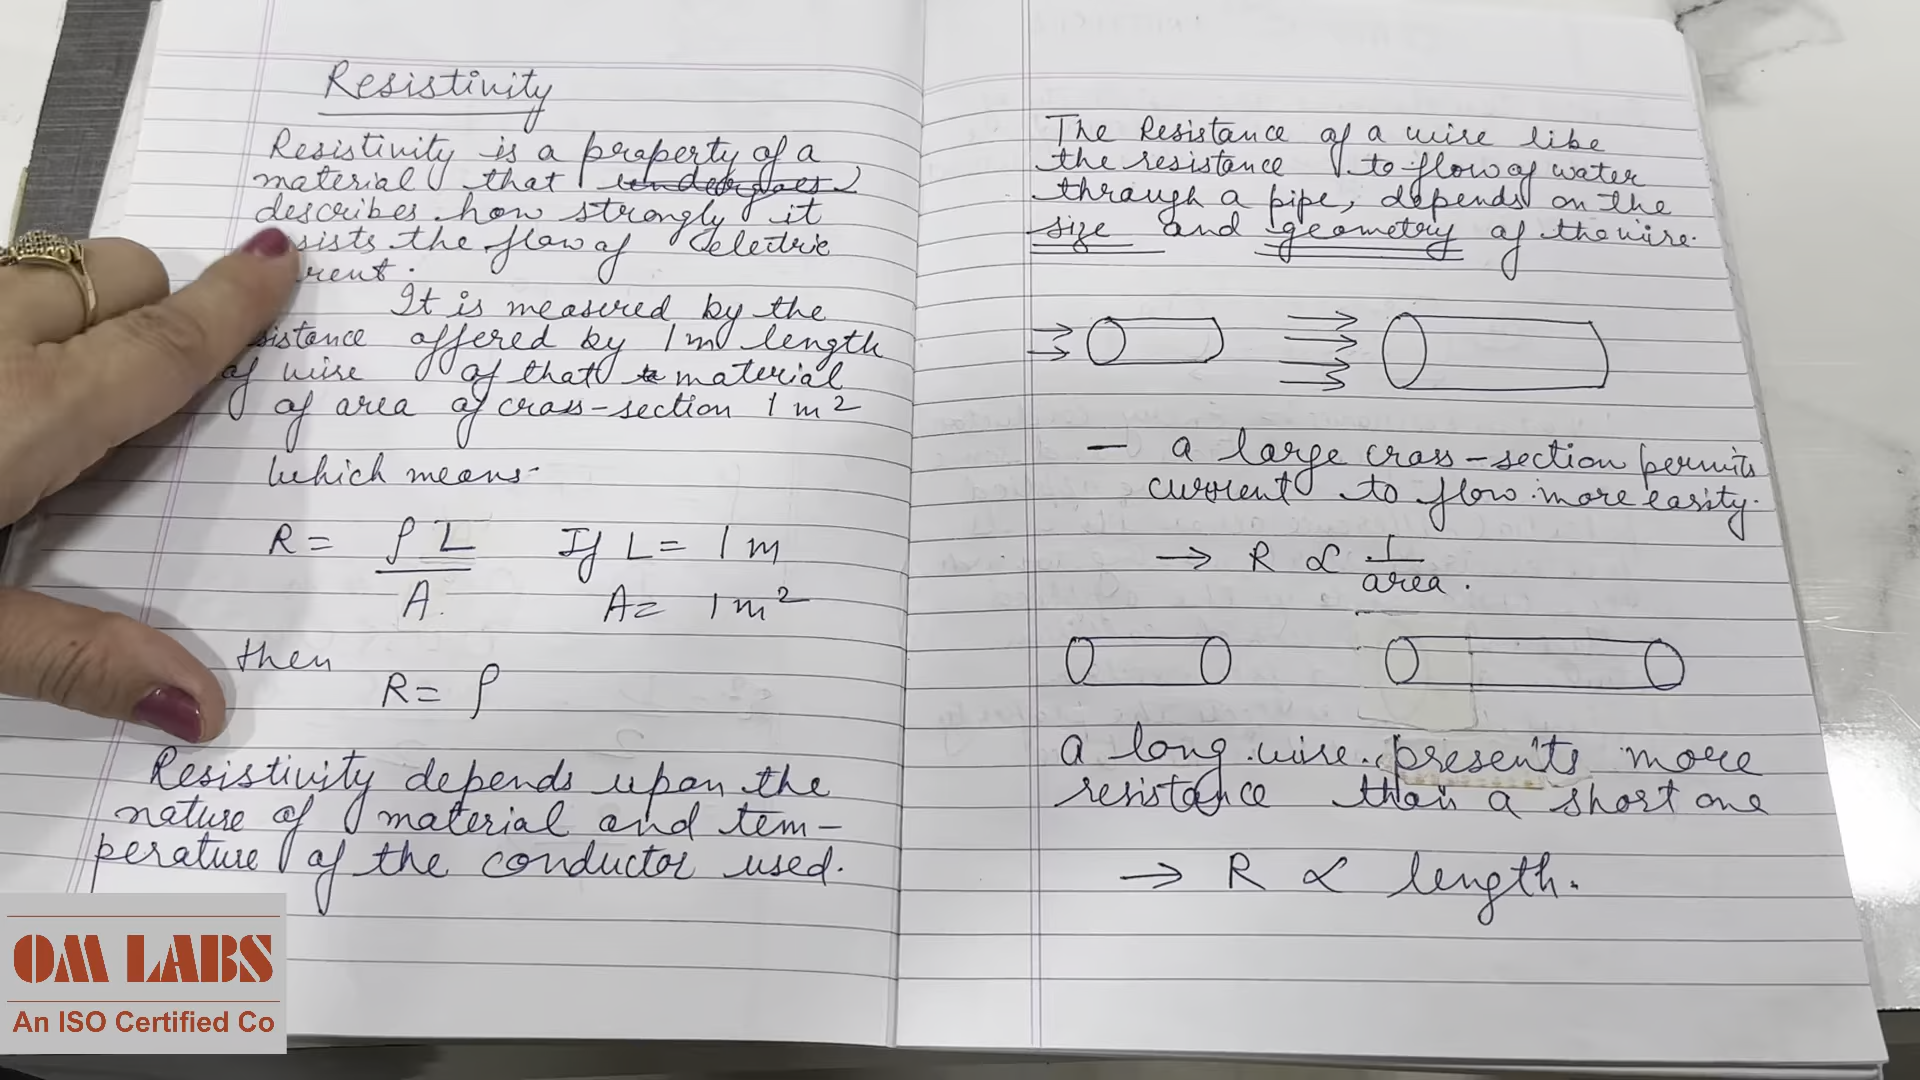 Resistivity
Resistivity is a property of a
material that undergoes
describes how strongly it
sists the flow of electric
rent.
It is measured by the
sistance offered by 1m length
of wire of that material
of area of cross-section 1 m2
which means-
R = ρ L / A. If L = 1 m
A = 1 m2
then
R = ρ
Resistivity depends upon the
nature of material and tem-
perature of the conductor used.
The Resistance of a wire like
the resistance to flow of water
through a pipe, depends on the
size and geometry of the wire.
— a large cross-section permits
current to flow more easity.
→ R ∝ 1 / area.
a long wire presents more
resistance than a short one
→ R ∝ length.
OM LABS
An ISO Certified Co